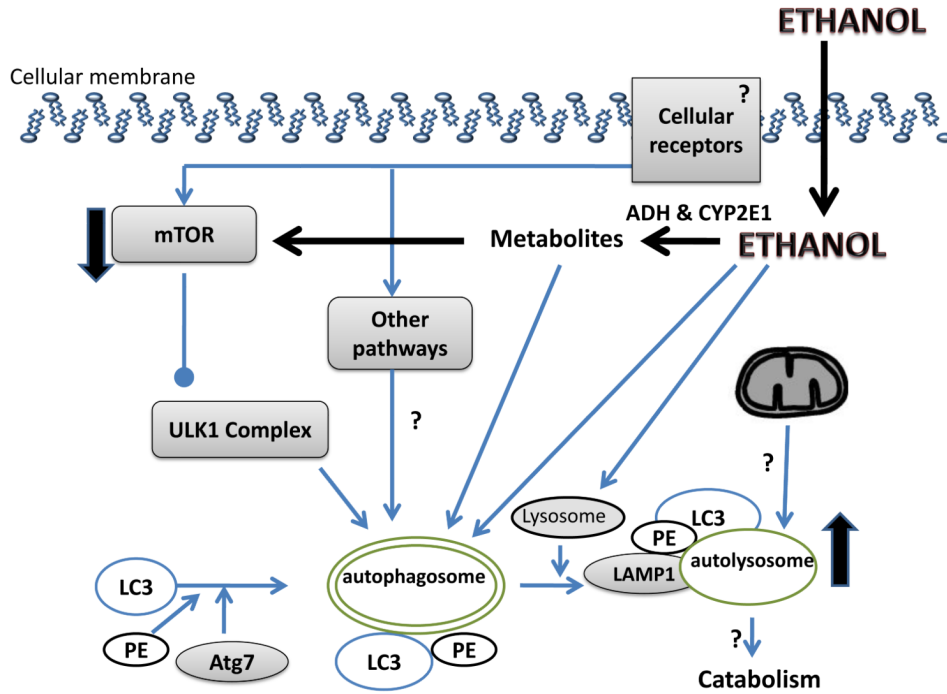 ETHANOL
Cellular membrane
?
Cellular
receptors
ADH & CYP2E1
mTOR
Metabolites
ETHANOL
Other
pathways
?
ULK1 Complex
?
Lysosome
LC3
PE
autophagosome
LAMP1
autolysosome
LC3
PE
Atg7
LC3
PE
?
Catabolism